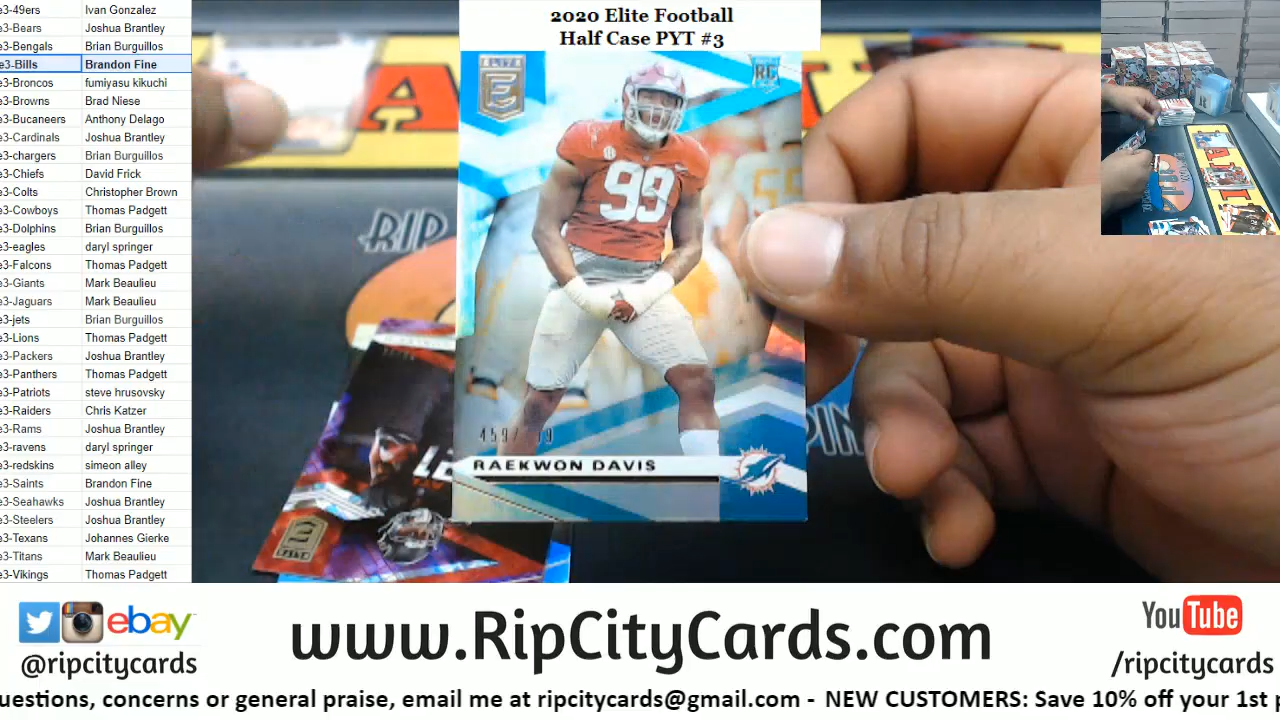 e3-49ers Ivan Gonzalez
e3-Bears Joshua Brantley
e3-Bengals Brian Burguillos
e3-Bills Brandon Fine
e3-Broncos fumiyasu kikuchi
e3-Browns Brad Niese
e3-Bucaneers Anthony Delago
e3-Cardinals Joshua Brantley
e3-chargers Brian Burguillos
e3-Chiefs David Frick
e3-Colts Christopher Brown
e3-Cowboys Thomas Padgett
e3-Dolphins Brian Burguillos
e3-eagles daryl springer
e3-Falcons Thomas Padgett
e3-Giants Mark Beaulieu
e3-Jaguars Mark Beaulieu
e3-jets Brian Burguillos
e3-Lions Thomas Padgett
e3-Packers Joshua Brantley
e3-Panthers Thomas Padgett
e3-Patriots steve hrusovsky
e3-Raiders Chris Katzer
e3-Rams Joshua Brantley
e3-ravens daryl springer
e3-redskins simeon alley
e3-Saints Brandon Fine
e3-Seahawks Joshua Brantley
e3-Steelers Joshua Brantley
e3-Texans Johannes Gierke
e3-Titans Mark Beaulieu
e3-Vikings Thomas Padgett
2020 Elite Football
Half Case PYT #3
ELITE
E
RC
99
RIP
RAEKWON DAVIS
ebay
@ripcitycards
www.RipCityCards.com
YouTube
/ripcitycards
uestions, concerns or general praise, email me at ripcitycards@gmail.com - NEW CUSTOMERS: Save 10% off your 1st p